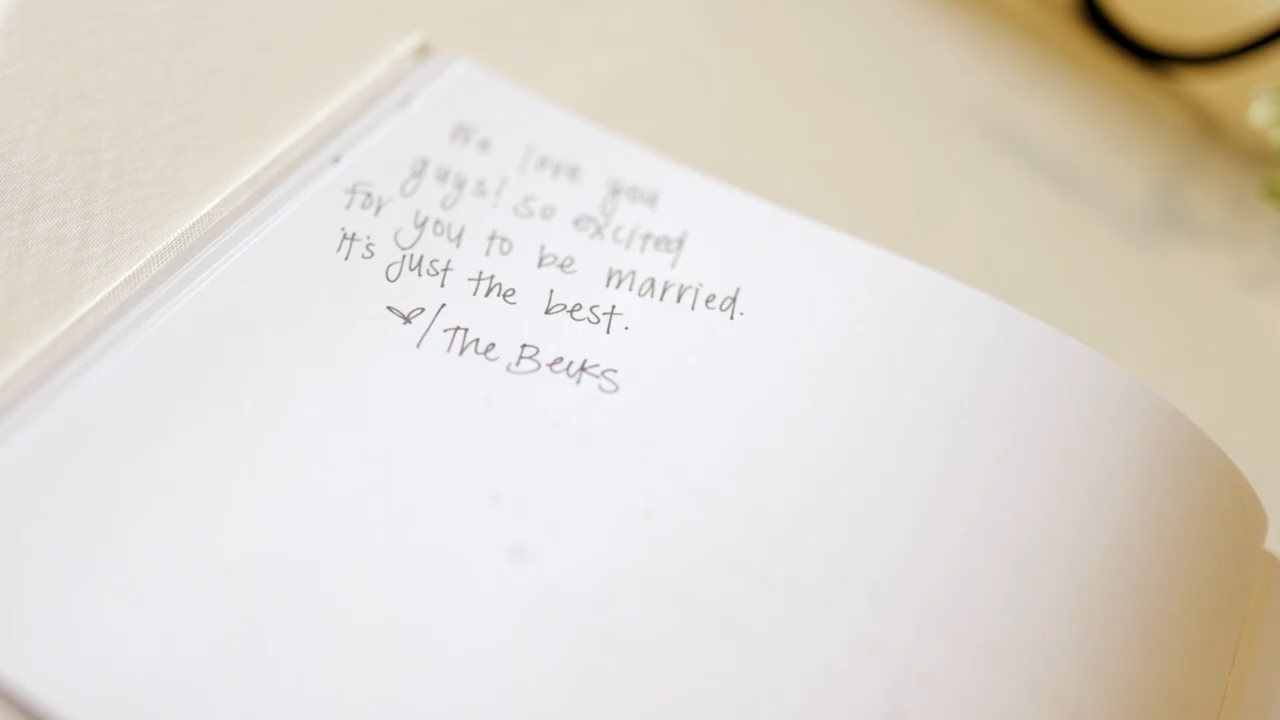 We love you
guys! So excited
For you to be married.
it's just the best.
♡/The Becks